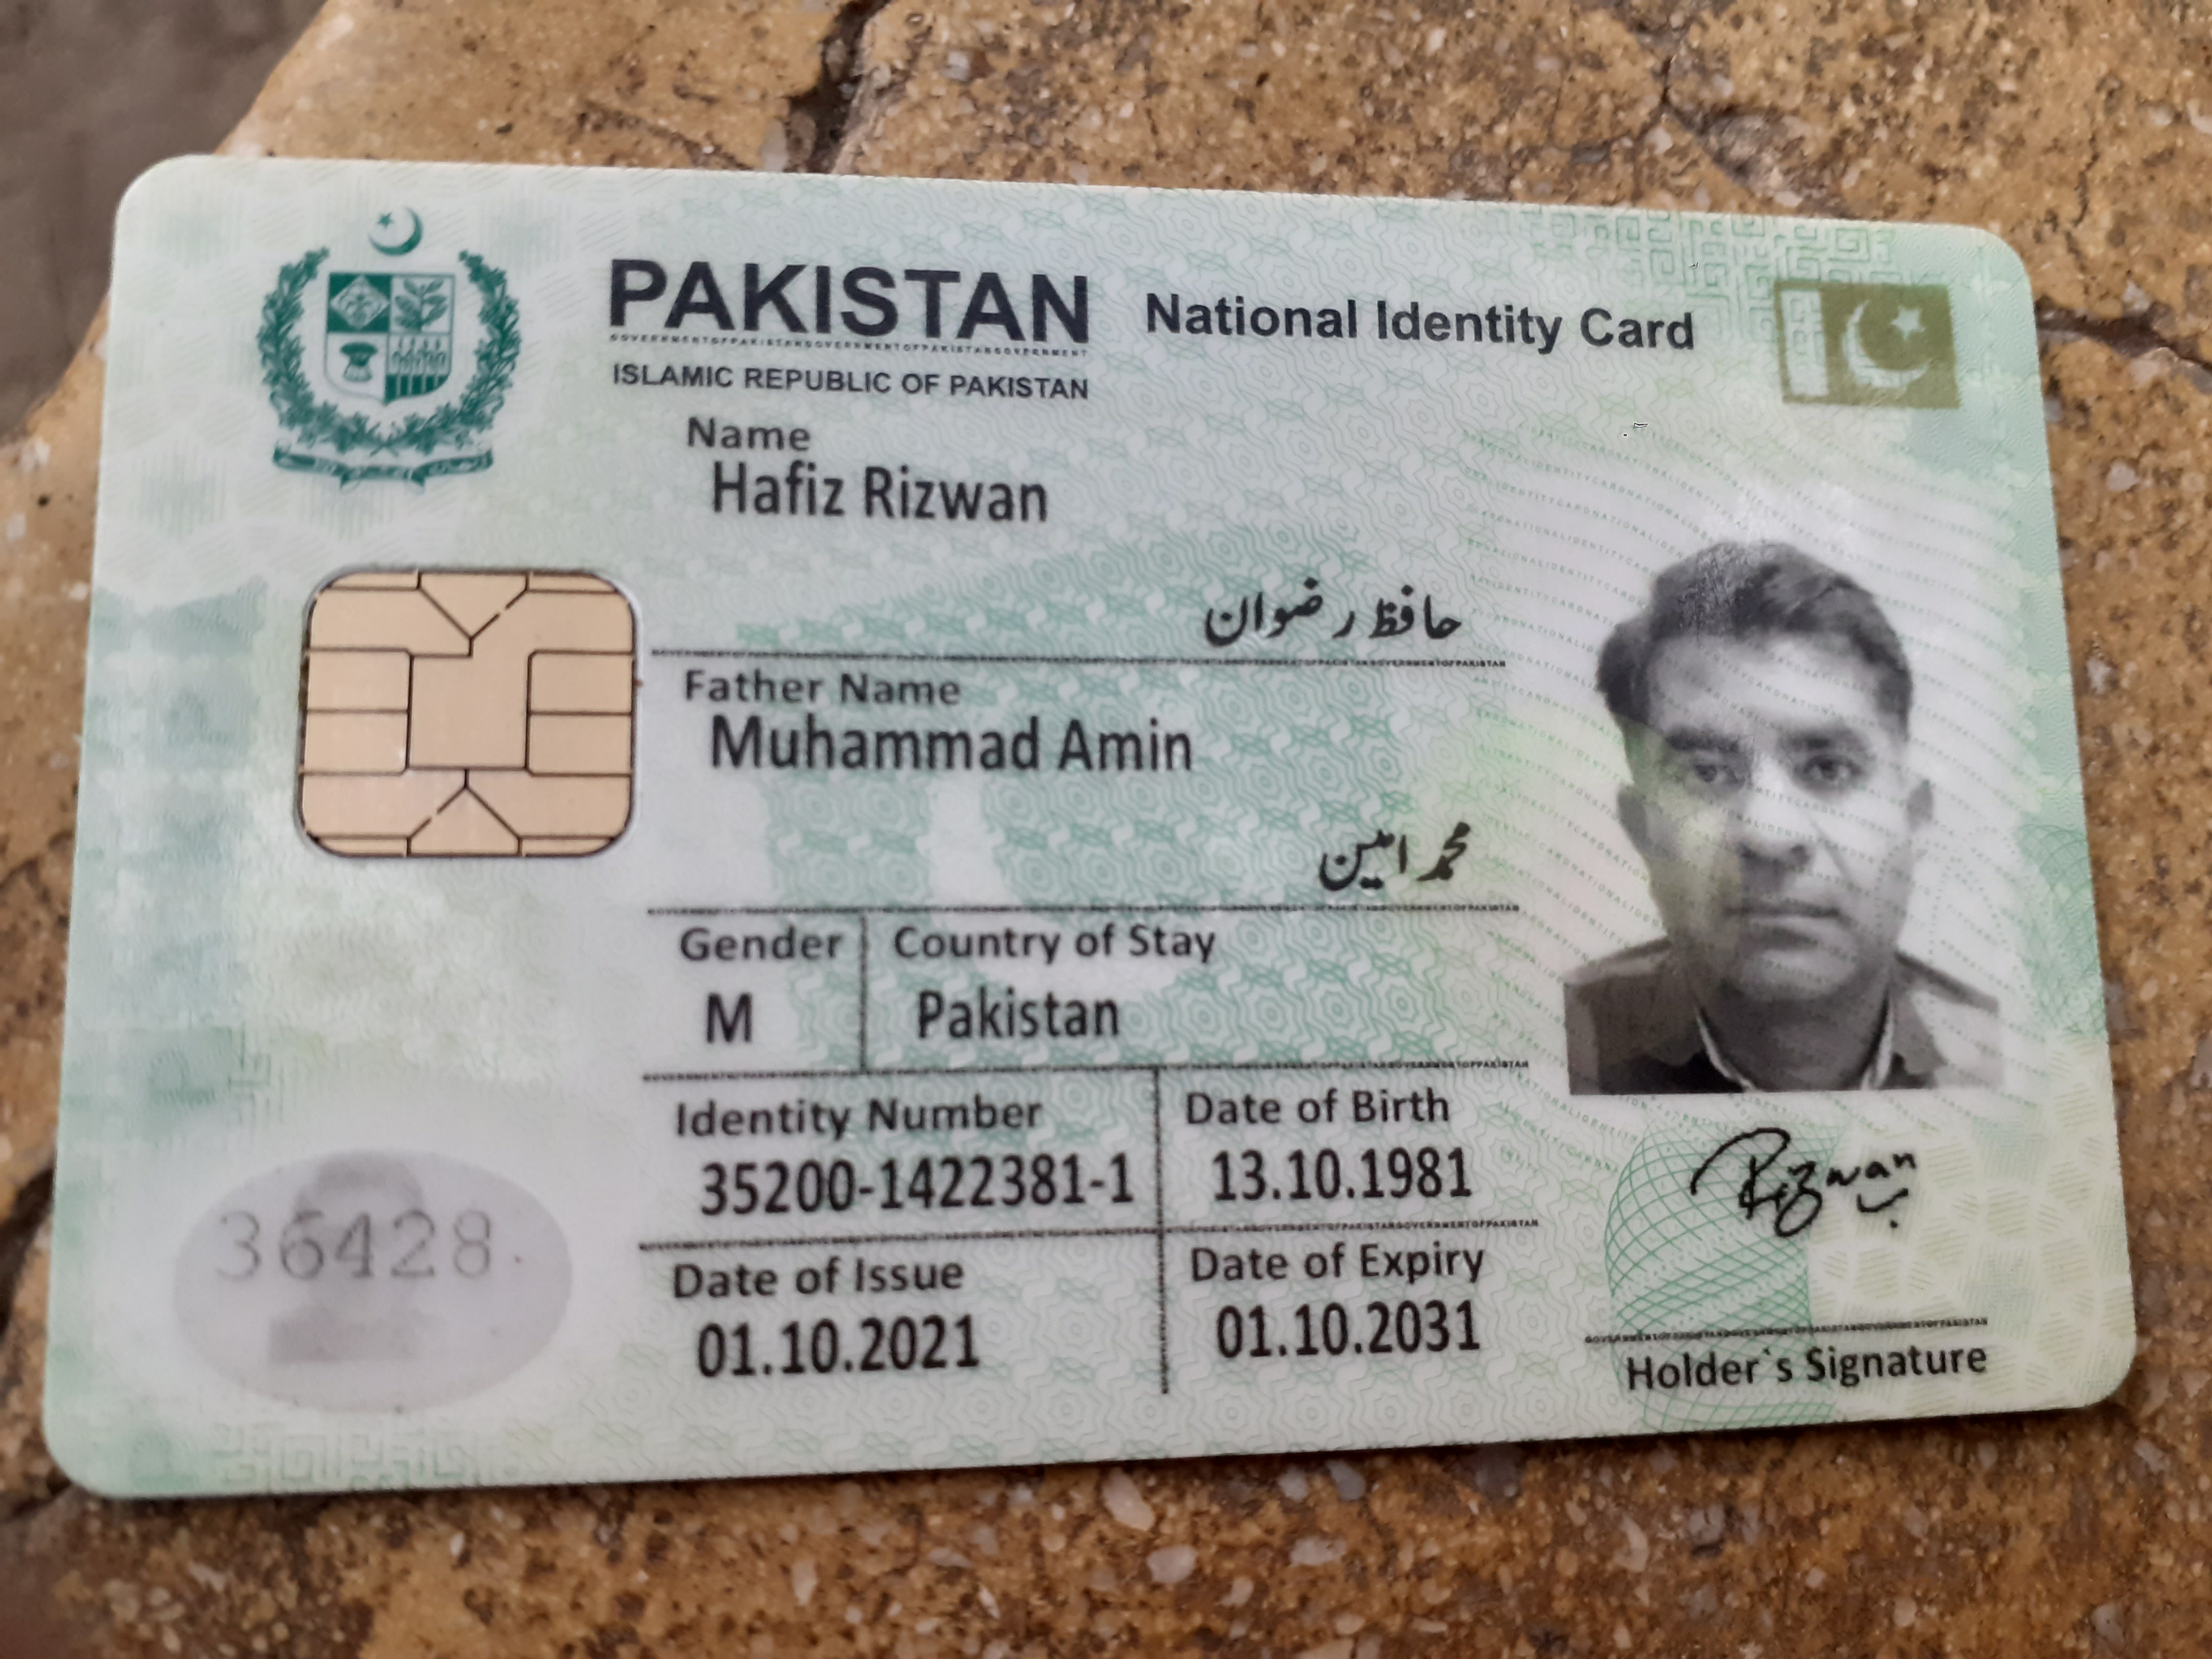 PAKISTAN
National Identity Card
ISLAMIC REPUBLIC OF PAKISTAN
Name
Hafiz Rizwan
حافظ رضوان
Father Name
Muhammad Amin
محمد امین
Gender
Country of Stay
M
Pakistan
Identity Number
Date of Birth
35200-1422381-1
13.10.1981
Rizwan
36428
Date of Issue
Date of Expiry
01.10.2021
01.10.2031
Holder`s Signature